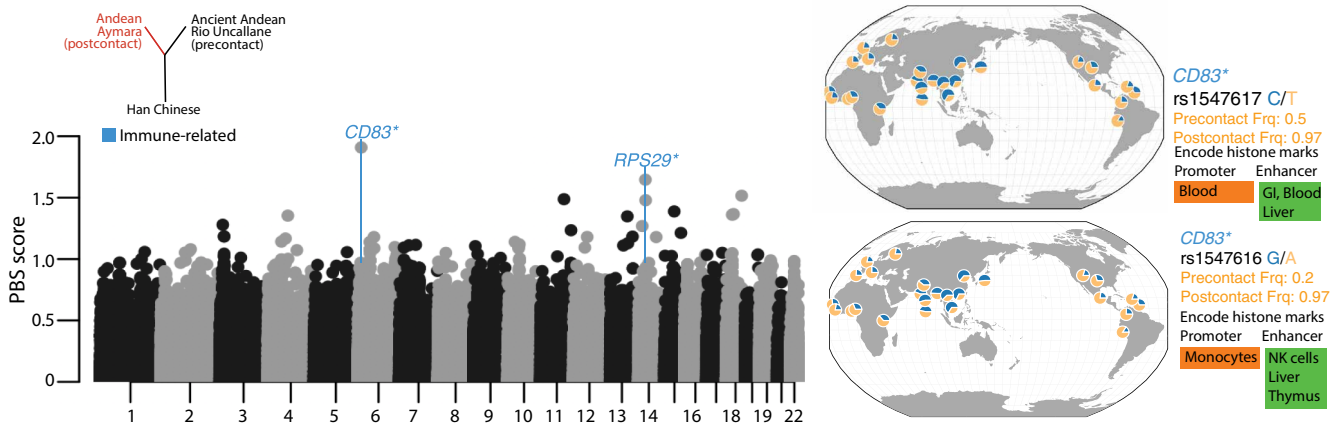 Andean
Aymara
(postcontact)
Ancient Andean
Rio Uncallane
(precontact)
Han Chinese
Immune-related
PBS score
2.0
1.5
1.0
0.5
0
CD83*
RPS29*
1
2
3
4
5
6
7
8
9
10
11
12
13
14
16
18
19
22
CD83*
rs1547617 C/T
Precontact Frq: 0.5
Postcontact Frq: 0.97
Encode histone marks
Promoter Enhancer
Blood
GI, Blood
Liver
CD83*
rs1547616 G/A
Precontact Frq: 0.2
Postcontact Frq: 0.97
Encode histone marks
Promoter Enhancer
Monocytes
NK cells
Liver
Thymus